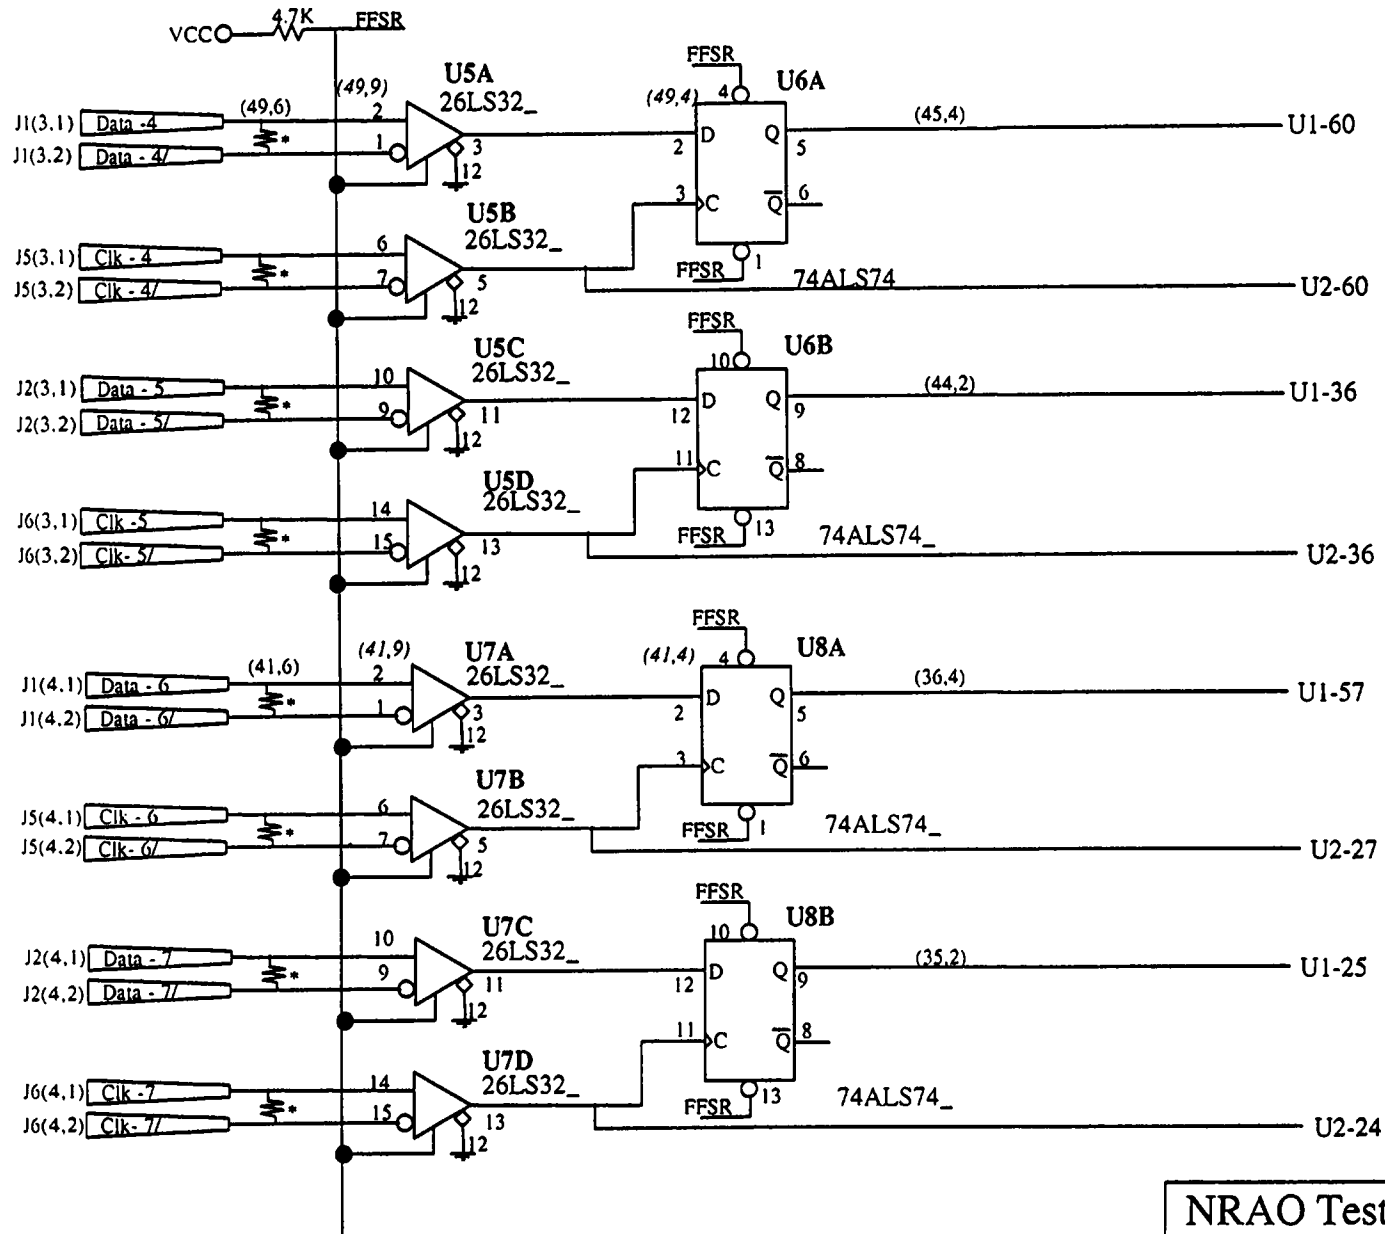 4.7K
VCC
FFSR
U5A
26LS32_
(49,6)
(49,9)
2
1
3
12
J1(3,1) Data -4
J1(3,2) Data - 4/
FFSR
U6A
(49,4)
4
D
Q
2
5
3
C
Q
6
FFSR
1
74ALS74
(45,4)
U1-60
U5B
26LS32_
J5(3,1) Clk - 4
J5(3,2) Clk - 4/
6
7
5
12
U2-60
U5C
26LS32_
J2(3,1) Data - 5
J2(3,2) Data - 5/
10
9
11
12
FFSR
U6B
10
D
Q
12
9
11
C
Q
8
FFSR
13
74ALS74_
(44,2)
U1-36
U5D
26LS32_
J6(3,1) Clk -5
J6(3,2) Clk- 5/
14
15
13
12
U2-36
U7A
26LS32_
(41,6)
(41,9)
2
1
3
12
J1(4,1) Data - 6
J1(4,2) Data - 6/
FFSR
U8A
(41,4)
4
D
Q
2
5
3
C
Q
6
FFSR
1
74ALS74_
(36,4)
U1-57
U7B
26LS32_
J5(4,1) Clk - 6
J5(4,2) Clk- 6/
6
7
5
12
U2-27
U7C
26LS32_
J2(4,1) Data - 7
J2(4,2) Data - 7/
10
9
11
12
FFSR
U8B
10
D
Q
12
9
11
C
Q
8
FFSR
13
74ALS74_
(35,2)
U1-25
U7D
26LS32_
J6(4,1) Clk -7
J6(4,2) Clk- 7/
14
15
13
12
U2-24
*
*
*
*
*
*
*
*
NRAO Test